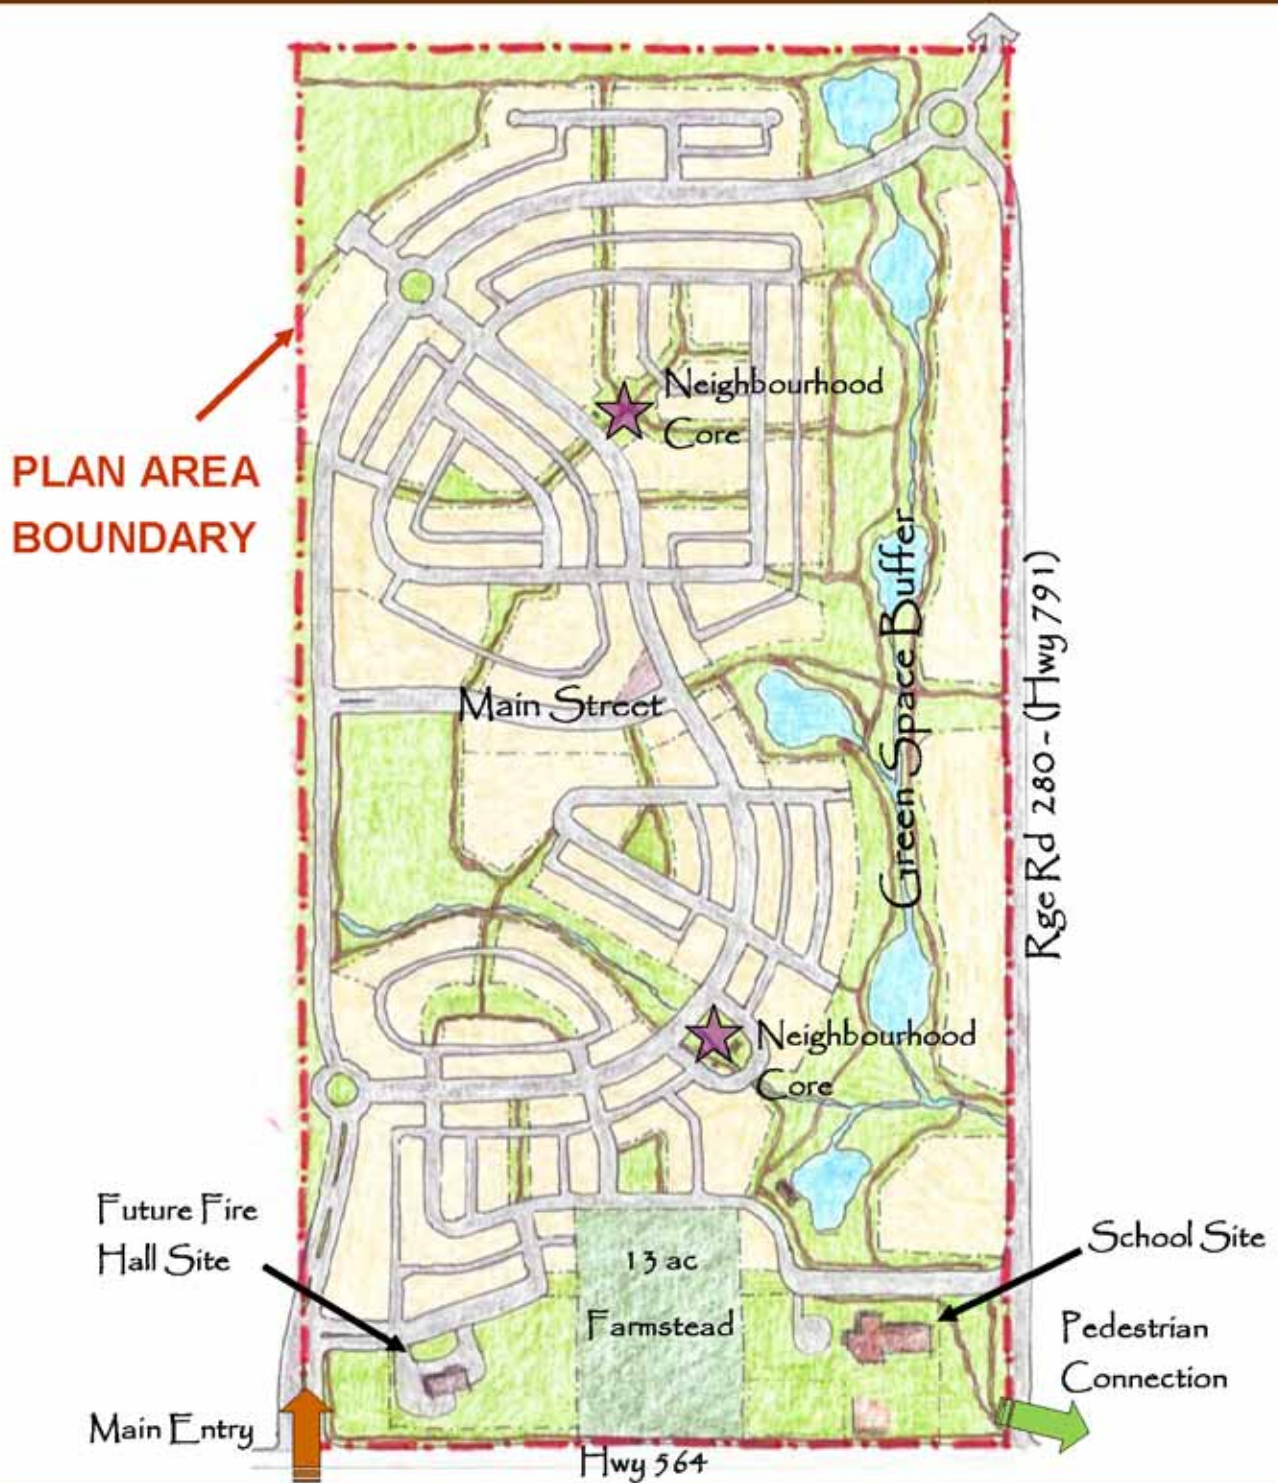 Neighbourhood
Core
PLAN AREA
BOUNDARY
Green Space Buffer
Rge Rd 280 - (Hwy 791)
Main Street
Neighbourhood
Core
Future Fire
Hall Site
School Site
13 ac
Farmstead
Pedestrian
Connection
Main Entry
Hwy 564